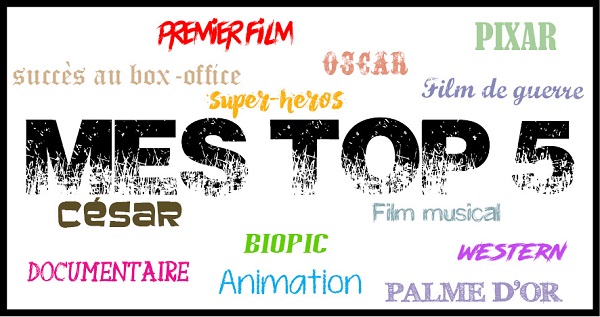 PREMIER FILM
PIXAR
OSCAR
succès au box-office
Film de guerre
super-heros
MES TOP 5
CéSAR
Film musical
BIOPIC
WESTERN
DOCUMENTAIRE
Animation
PALME D'OR